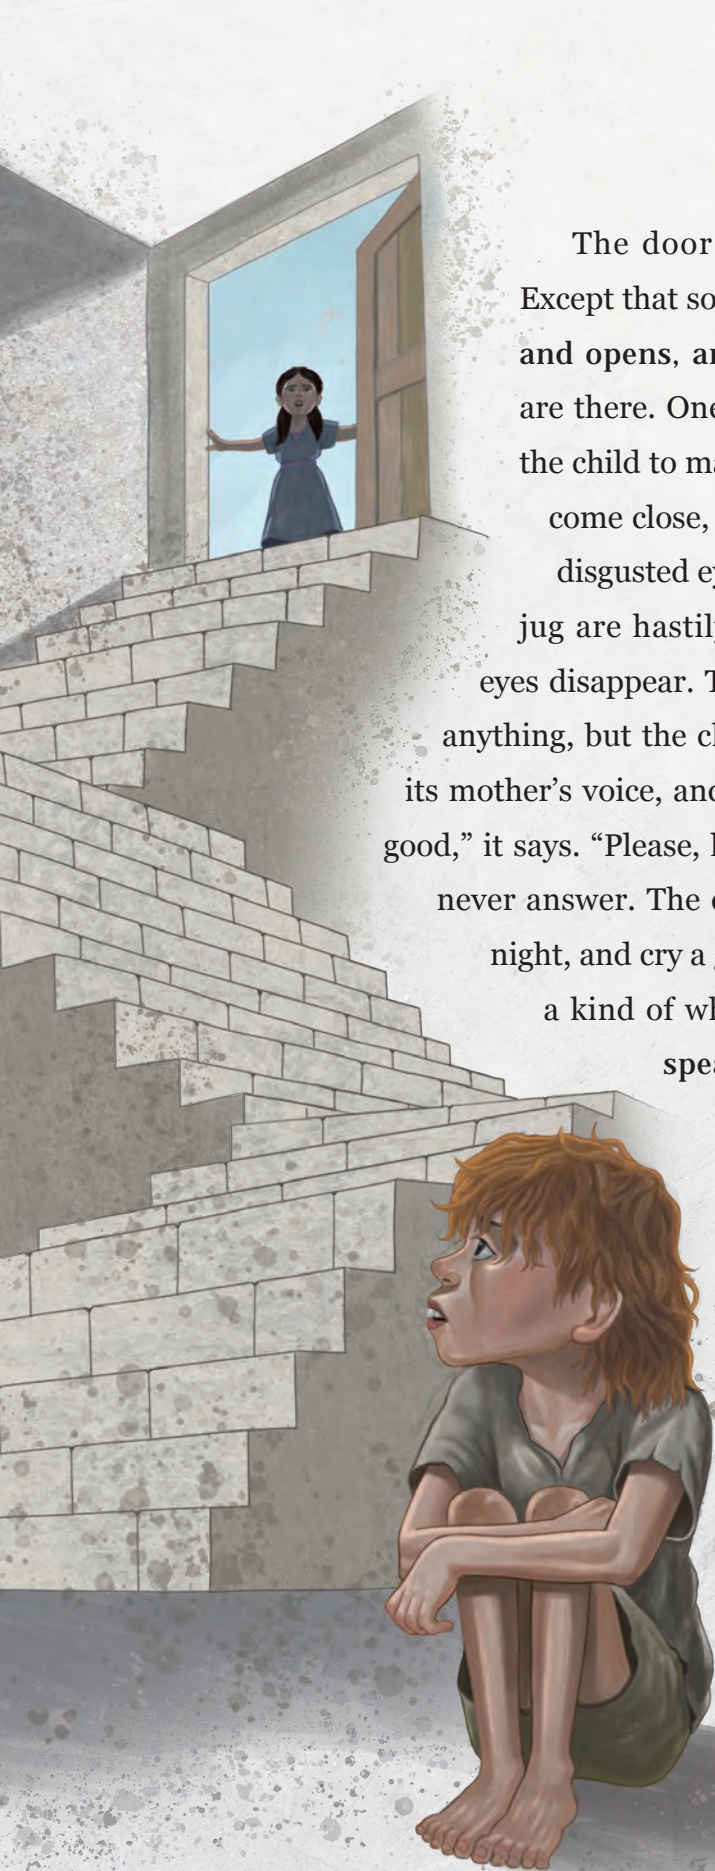 The door
Except that so
and opens, an
are there. One
the child to ma
come close,
disgusted ey
jug are hastily
eyes disappear. T
anything, but the ch
its mother’s voice, and
good,” it says. “Please, l
never answer. The c
night, and cry a g
a kind of wh
spea